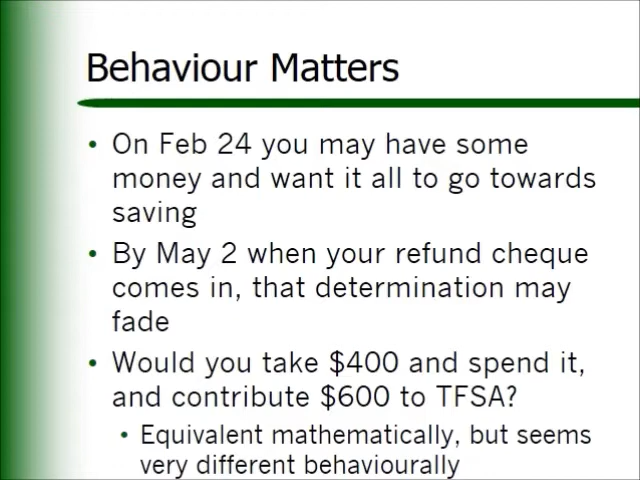 Behaviour Matters
• On Feb 24 you may have some
money and want it all to go towards
saving
• By May 2 when your refund cheque
comes in, that determination may
fade
• Would you take $400 and spend it,
and contribute $600 to TFSA?
• Equivalent mathematically, but seems
very different behaviourally